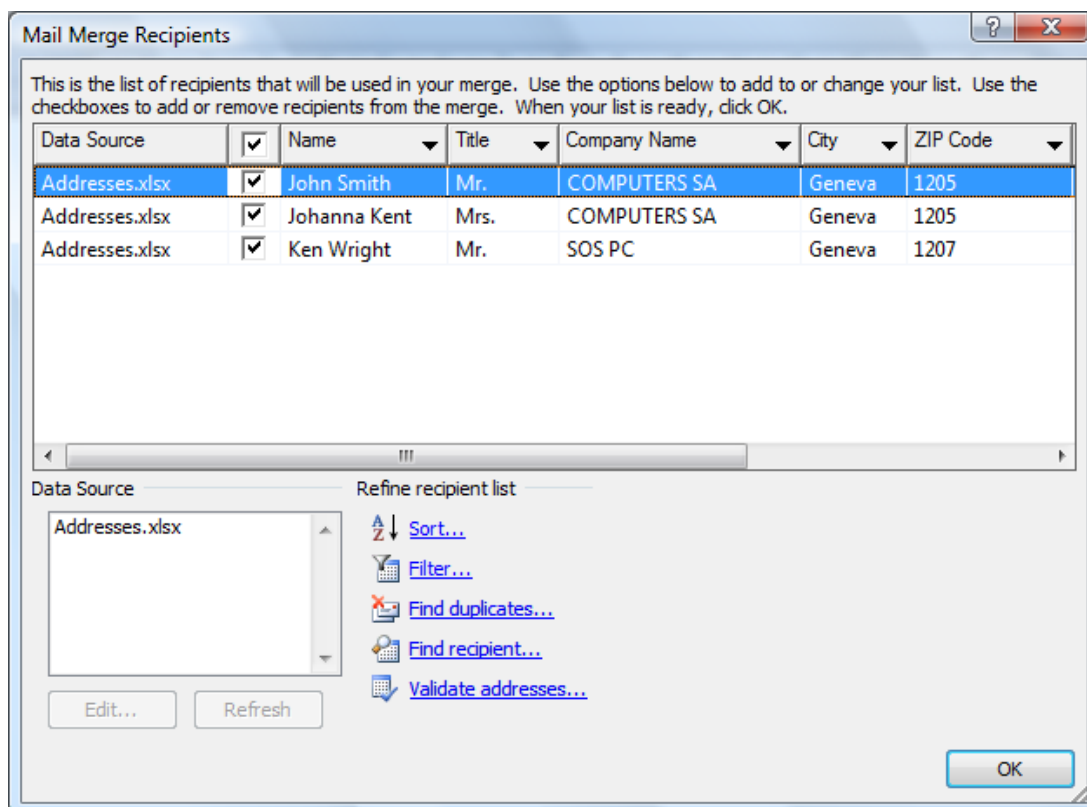 Mail Merge Recipients
This is the list of recipients that will be used in your merge.  Use the options below to add to or change your list.  Use the
checkboxes to add or remove recipients from the merge.  When your list is ready, click OK.
Data Source Name Title Company Name City ZIP Code
Addresses.xlsx John Smith Mr. COMPUTERS SA Geneva 1205
Addresses.xlsx Johanna Kent Mrs. COMPUTERS SA Geneva 1205
Addresses.xlsx Ken Wright Mr. SOS PC Geneva 1207
Data Source
Addresses.xlsx
Edit... Refresh
Refine recipient list
Sort...
Filter...
Find duplicates...
Find recipient...
Validate addresses...
OK